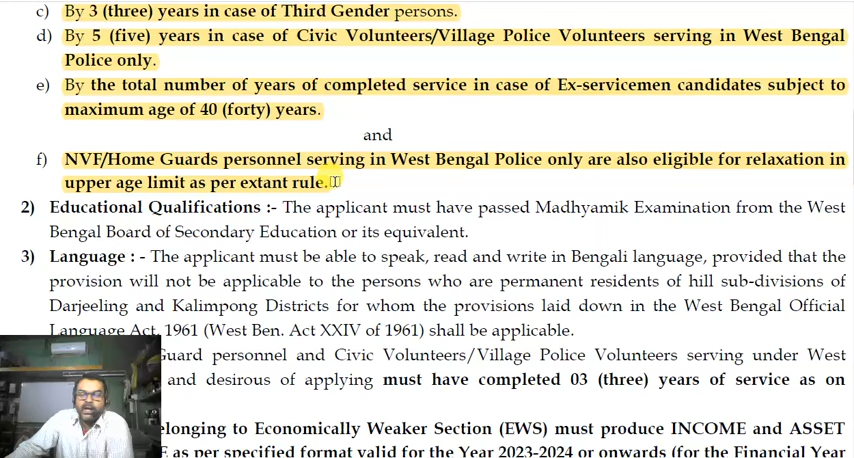 c) By 3 (three) years in case of Third Gender persons.
d) By 5 (five) years in case of Civic Volunteers/Village Police Volunteers serving in West Bengal
Police only.
e) By the total number of years of completed service in case of Ex-servicemen candidates subject to
maximum age of 40 (forty) years.
and
f) NVF/Home Guards personnel serving in West Bengal Police only are also eligible for relaxation in
upper age limit as per extant rule.
2) Educational Qualifications :- The applicant must have passed Madhyamik Examination from the West
Bengal Board of Secondary Education or its equivalent.
3) Language : - The applicant must be able to speak, read and write in Bengali language, provided that the
provision will not be applicable to the persons who are permanent residents of hill sub-divisions of
Darjeeling and Kalimpong Districts for whom the provisions laid down in the West Bengal Official
Language Act, 1961 (West Ben. Act XXIV of 1961) shall be applicable.
Guard personnel and Civic Volunteers/Village Police Volunteers serving under West
and desirous of applying must have completed 03 (three) years of service as on
elonging to Economically Weaker Section (EWS) must produce INCOME and ASSET
E as per specified format valid for the Year 2023-2024 or onwards (for the Financial Year